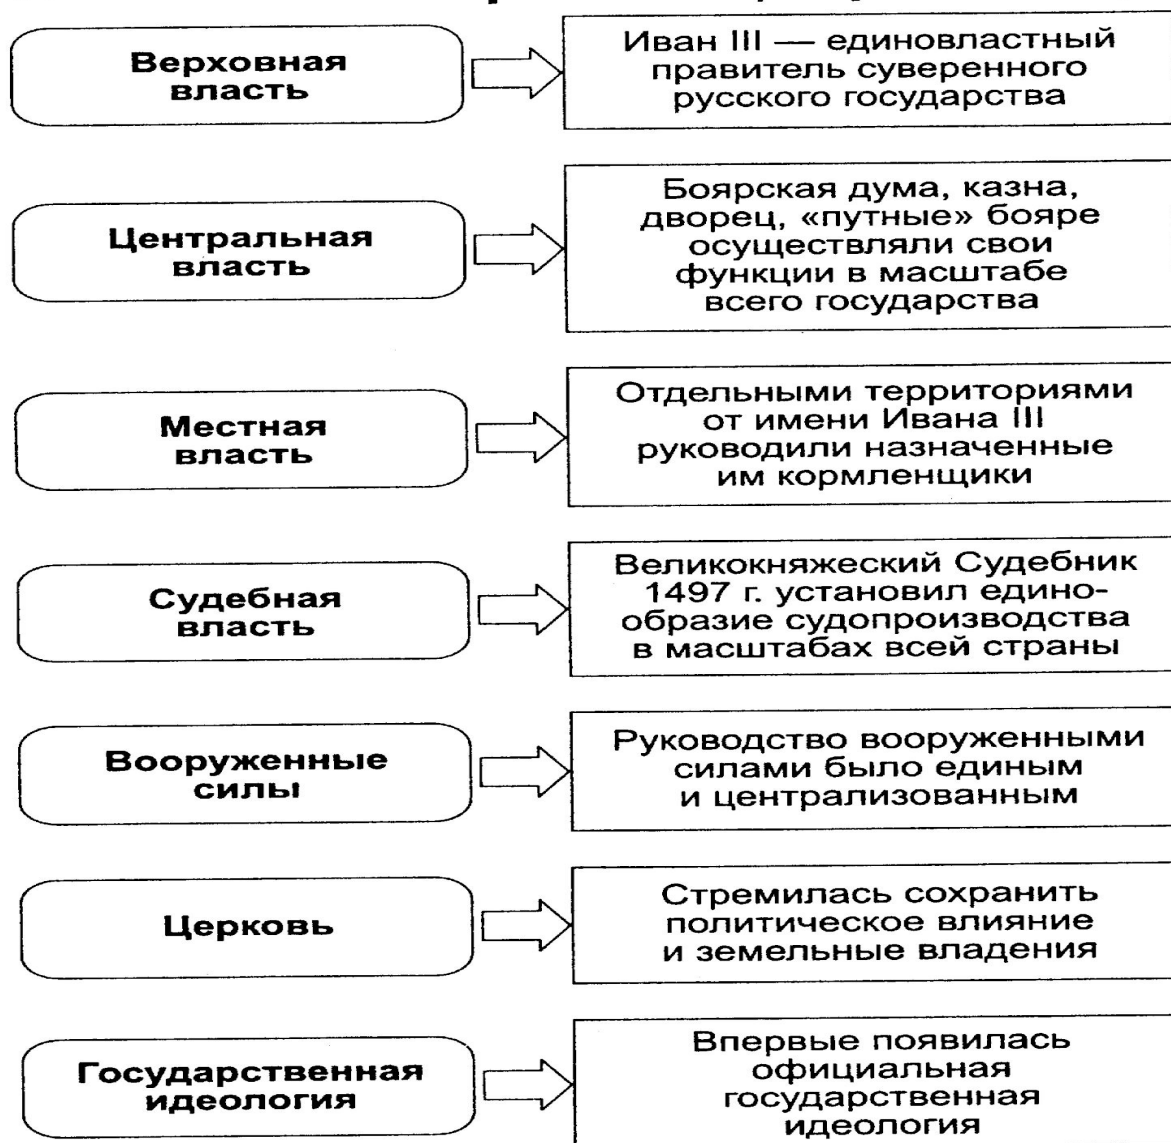 Верховная
власть
Иван III — единовластный
правитель суверенного
русского государства
Центральная
власть
Боярская дума, казна,
дворец, «путные» бояре
осуществляли свои
функции в масштабе
всего государства
Местная
власть
Отдельными территориями
от имени Ивана III
руководили назначенные
им кормленщики
Судебная
власть
Великокняжеский Судебник
1497 г. установил едино-
образие судопроизводства
в масштабах всей страны
Вооруженные
силы
Руководство вооруженными
силами было единым
и централизованным
Церковь
Стремилась сохранить
политическое влияние
и земельные владения
Государственная
идеология
Впервые появилась
официальная
государственная
идеология